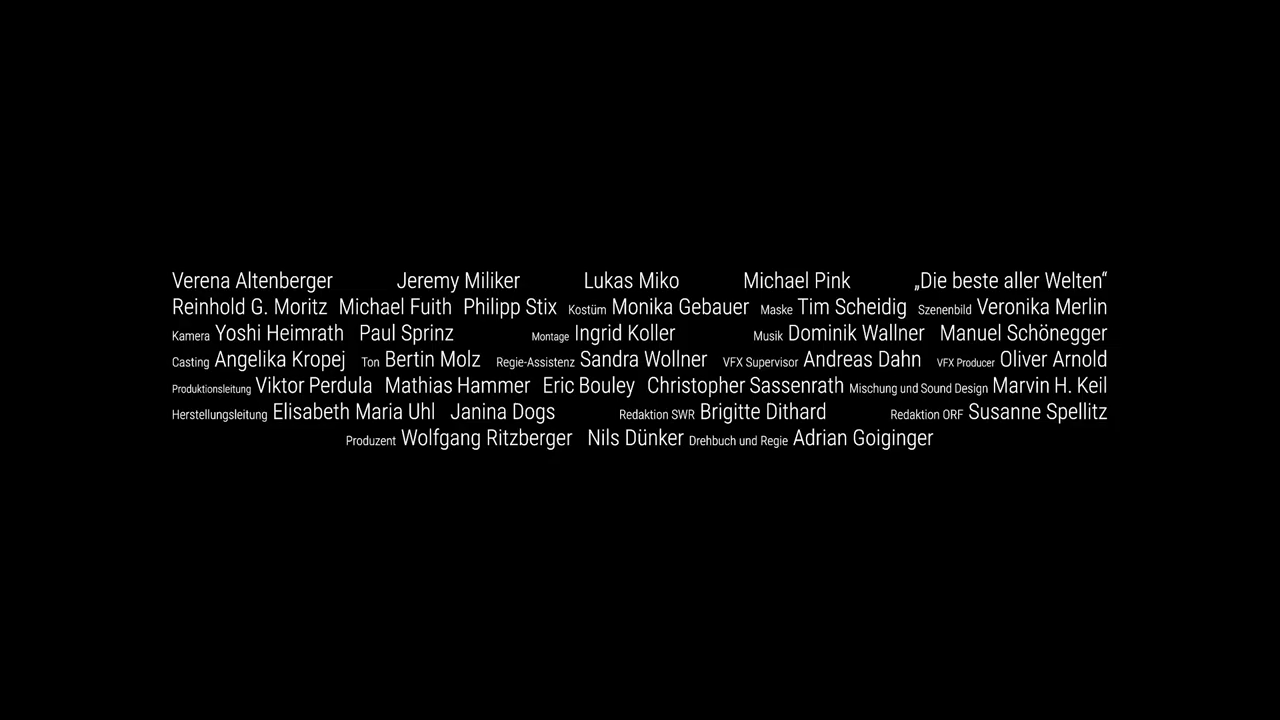 Verena Altenberger Jeremy Miliker Lukas Miko Michael Pink „Die beste aller Welten“
Reinhold G. Moritz Michael Fuith Philipp Stix Kostüm Monika Gebauer Maske Tim Scheidig Szenenbild Veronika Merlin
Kamera Yoshi Heimrath Paul Sprinz Montage Ingrid Koller Musik Dominik Wallner Manuel Schönegger
Casting Angelika Kropej Ton Bertin Molz Regie-Assistenz Sandra Wollner VFX Supervisor Andreas Dahn VFX Producer Oliver Arnold
Produktionsleitung Viktor Perdula Mathias Hammer Eric Bouley Christopher Sassenrath Mischung und Sound Design Marvin H. Keil
Herstellungsleitung Elisabeth Maria Uhl Janina Dogs Redaktion SWR Brigitte Dithard Redaktion ORF Susanne Spellitz
Produzent Wolfgang Ritzberger Nils Dünker Drehbuch und Regie Adrian Goiginger